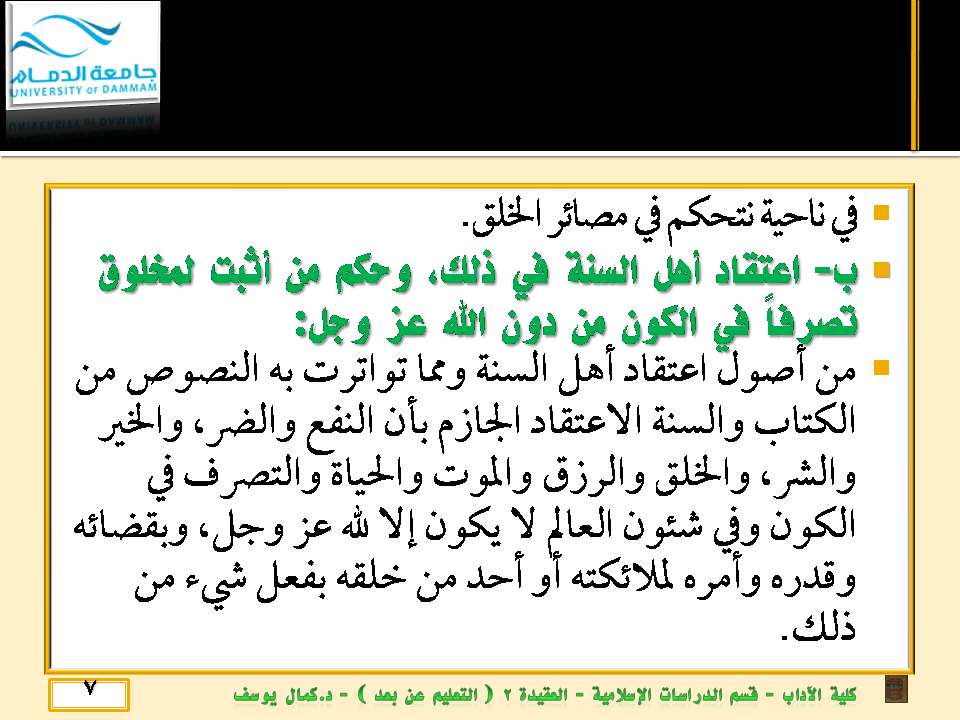 جامعة الدمام
UNIVERSITY OF DAMMAM
في ناحية نتحكم في مصائر الخلق.
ب- اعتقاد أهل السنة في ذلك، وحكم من أثبت لمخلوق
تصرفاً في الكون من دون الله عز وجل:
من أصول اعتقاد أهل السنة ومما تواترت به النصوص من
الكتاب والسنة الاعتقاد الجازم بأن النفع والضر، والخير
والشر، والخلق والرزق والموت والحياة والتصرف في
الكون وفي شئون العالم لا يكون إلا لله عز وجل، وبقضائه
وقدره وأمره لملائكته أو أحد من خلقه بفعل شيء من
ذلك.
كلية الآداب - قسم الدراسات الإسلامية - العقيدة ٢ ( التعليم عن بعد ) - د.كمال يوسف
٧